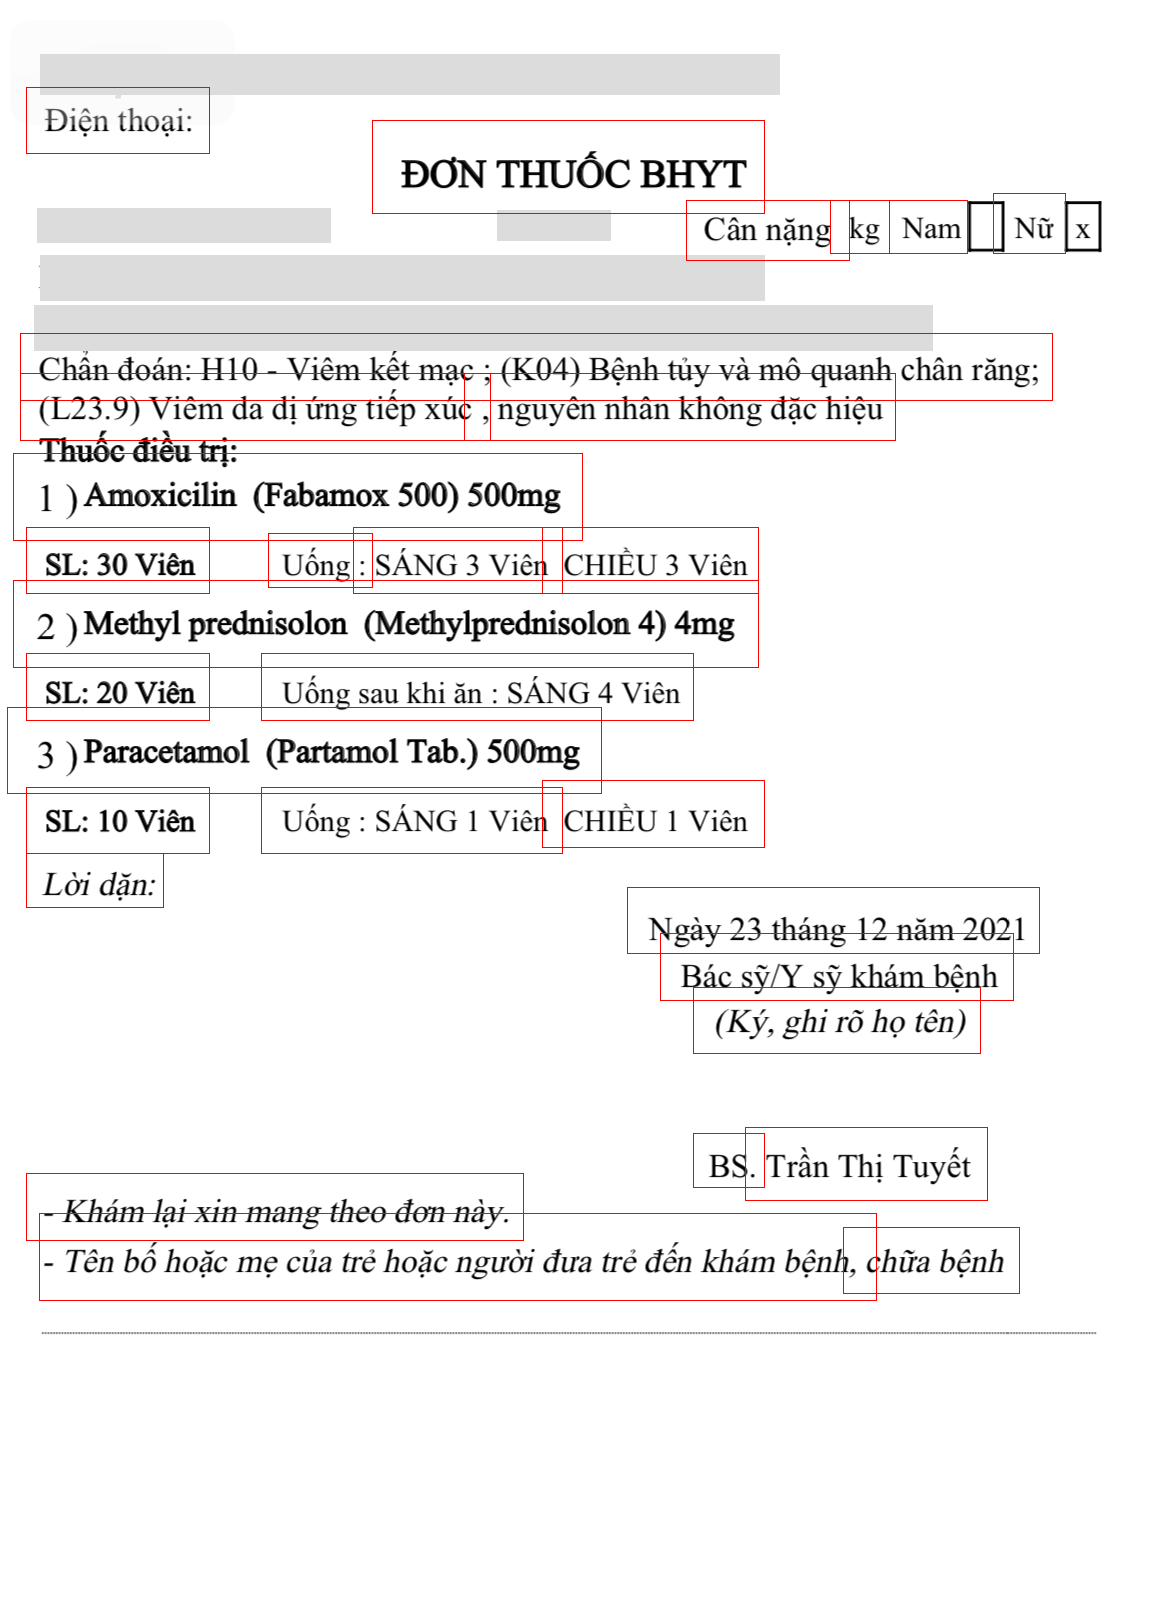 Điện thoại:
ĐƠN THUỐC BHYT
Cân nặng kg Nam Nữ x
Chẩn đoán: H10 - Viêm kết mạc ; (K04) Bệnh tủy và mô quanh chân răng;
(L23.9) Viêm da dị ứng tiếp xúc , nguyên nhân không đặc hiệu
Thuốc điều trị:
1 ) Amoxicilin (Fabamox 500) 500mg
SL: 30 Viên Uống : SÁNG 3 Viên CHIỀU 3 Viên
2 ) Methyl prednisolon (Methylprednisolon 4) 4mg
SL: 20 Viên Uống sau khi ăn : SÁNG 4 Viên
3 ) Paracetamol (Partamol Tab.) 500mg
SL: 10 Viên Uống : SÁNG 1 Viên CHIỀU 1 Viên
Lời dặn:
Ngày 23 tháng 12 năm 2021
Bác sỹ/Y sỹ khám bệnh
(Ký, ghi rõ họ tên)
BS. Trần Thị Tuyết
- Khám lại xin mang theo đơn này.
- Tên bố hoặc mẹ của trẻ hoặc người đưa trẻ đến khám bệnh, chữa bệnh